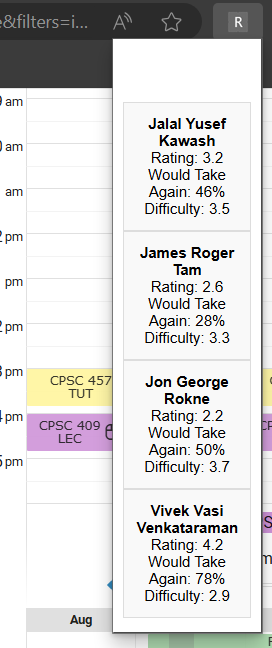 e&filters=i...
A
R
9 am
0 am
am
2 pm
pm
2 pm
3 pm
4 pm
5 pm
CPSC 457
TUT
CPSC 409
LEC
Aug
Jalal Yusef
Kawash
Rating: 3.2
Would Take
Again: 46%
Difficulty: 3.5
James Roger
Tam
Rating: 2.6
Would Take
Again: 28%
Difficulty: 3.3
Jon George
Rokne
Rating: 2.2
Would Take
Again: 50%
Difficulty: 3.7
Vivek Vasi
Venkataraman
Rating: 4.2
Would Take
Again: 78%
Difficulty: 2.9